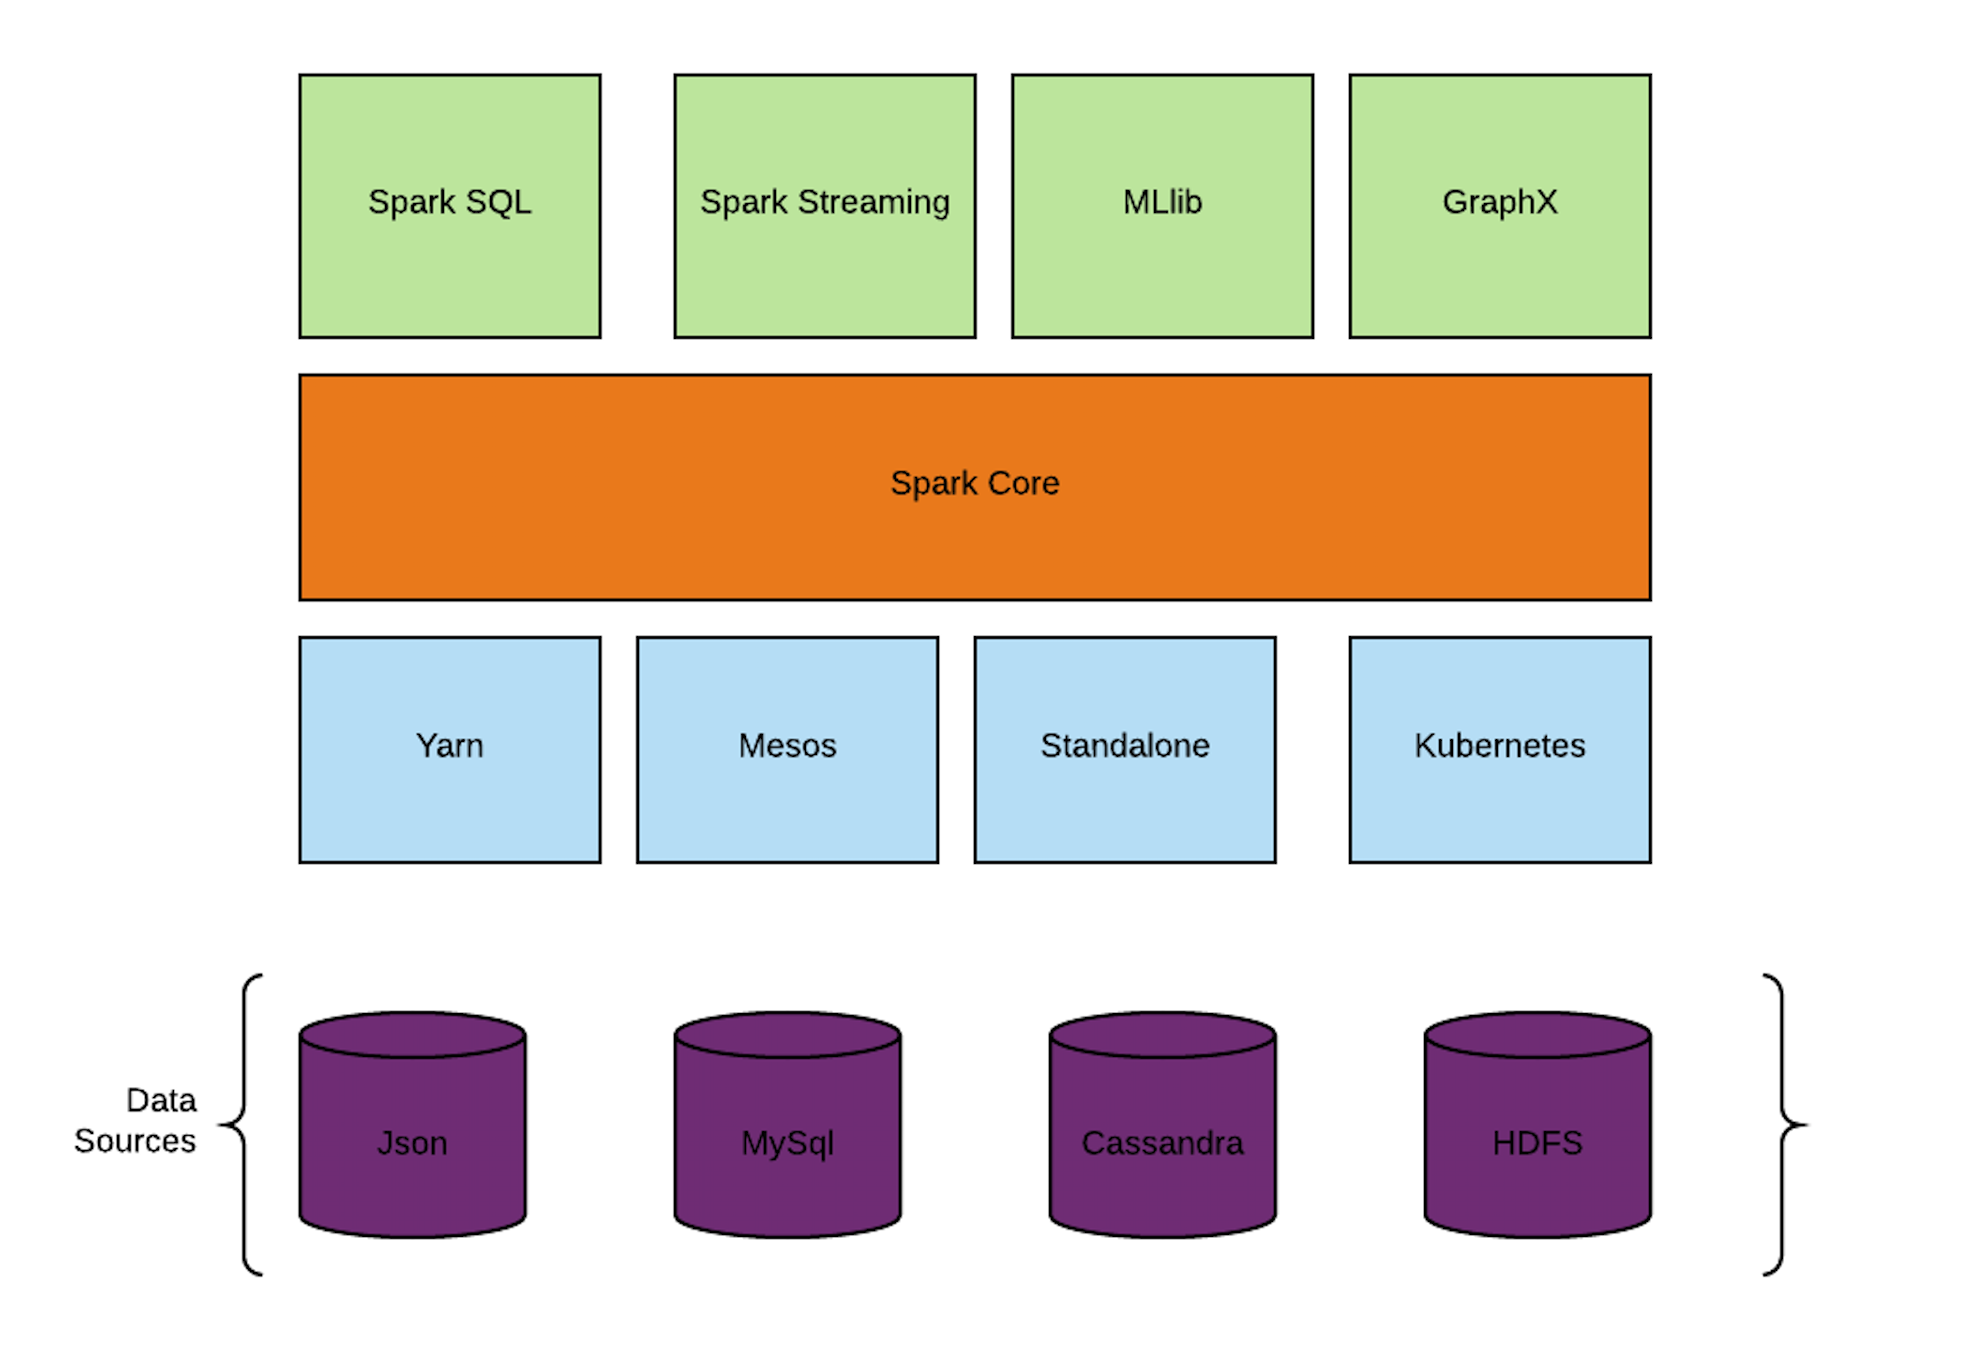 Spark SQL
Spark Streaming
MLlib
GraphX
Spark Core
Yarn
Mesos
Standalone
Kubernetes
Data
Sources
Json
MySql
Cassandra
HDFS